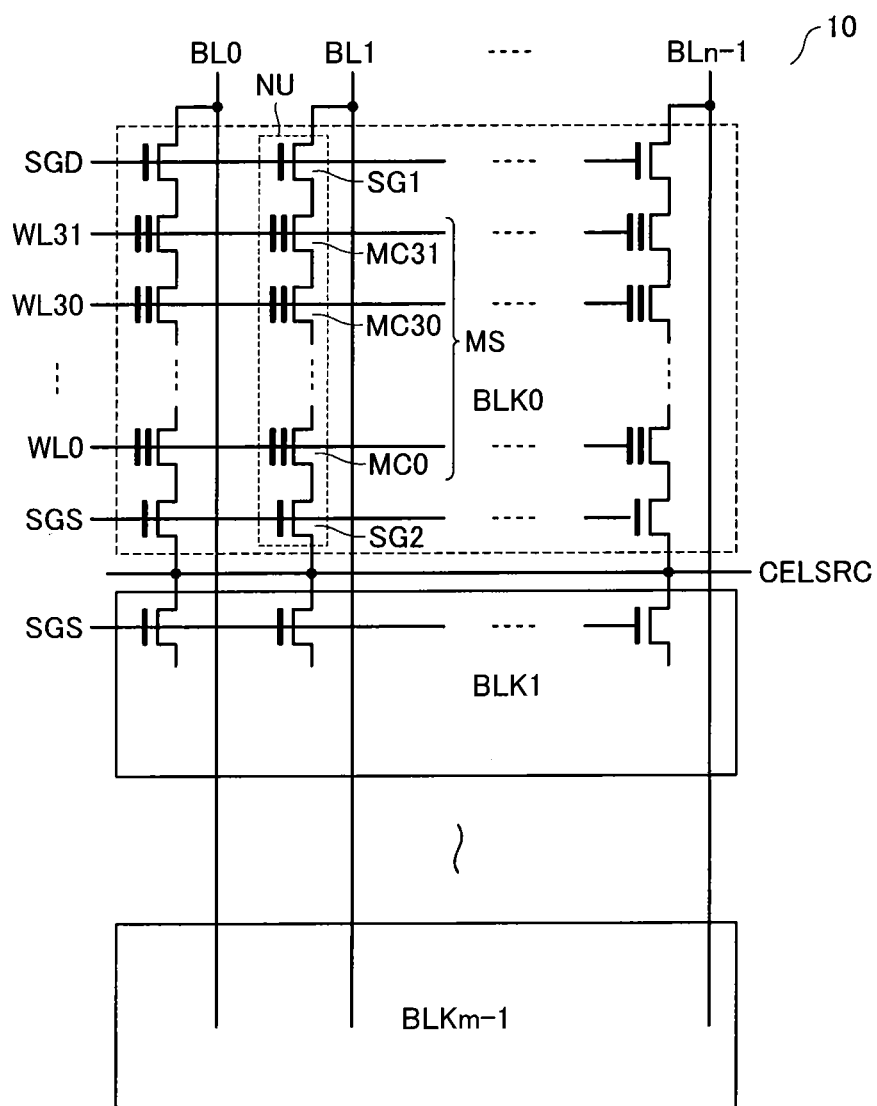 10
BL0 BL1 ---- BLn-1
NU
SGD ----
SG1
WL31 ----
MC31
WL30 ----
MC30
MS
BLK0
WL0 ----
MC0
SGS ----
SG2
CELSRC
SGS ----
BLK1
BLKm-1